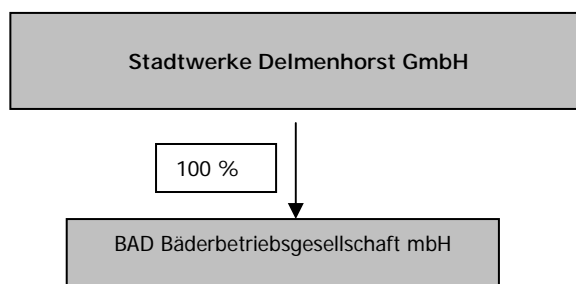 Stadtwerke Delmenhorst GmbH
100 %
BAD Bäderbetriebsgesellschaft mbH